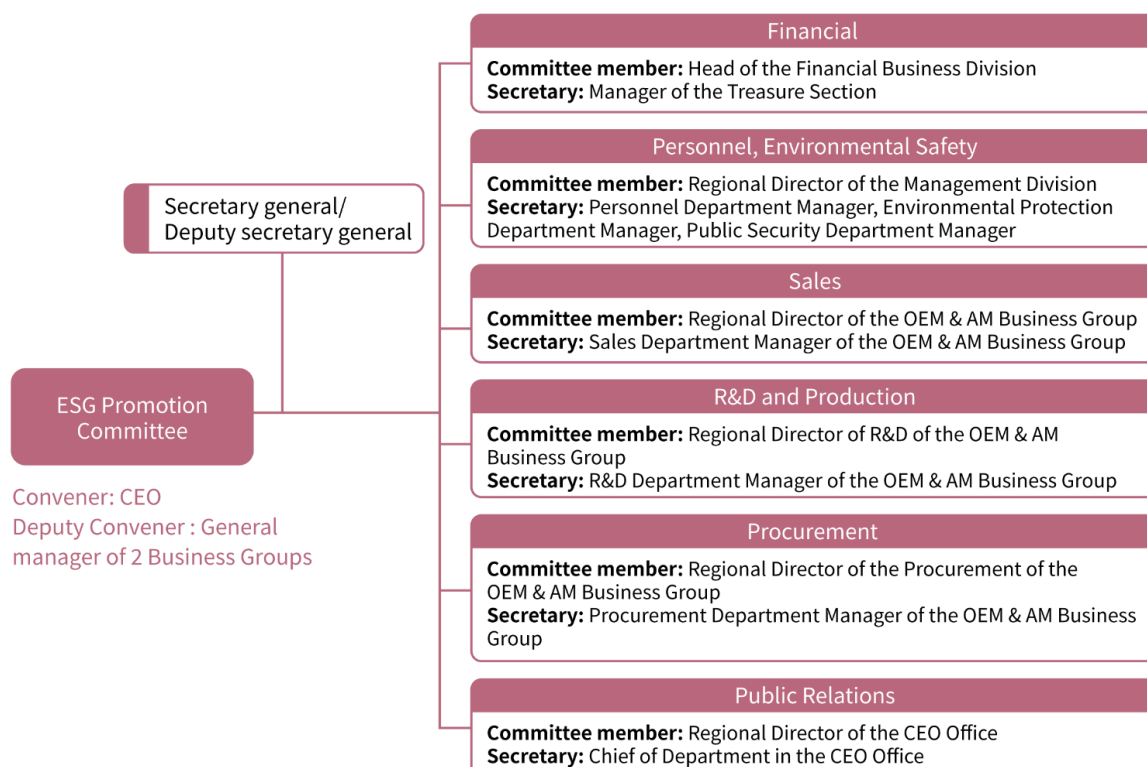 Financial
Committee member: Head of the Financial Business Division
Secretary: Manager of the Treasure Section
Personnel, Environmental Safety
Committee member: Regional Director of the Management Division
Secretary: Personnel Department Manager, Environmental Protection
Department Manager, Public Security Department Manager
Secretary general/
Deputy secretary general
Sales
Committee member: Regional Director of the OEM & AM Business Group
Secretary: Sales Department Manager of the OEM & AM Business Group
ESG Promotion
Committee
Convener: CEO
Deputy Convener : General
manager of 2 Business Groups
R&D and Production
Committee member: Regional Director of R&D of the OEM & AM
Business Group
Secretary: R&D Department Manager of the OEM & AM Business Group
Procurement
Committee member: Regional Director of the Procurement of the
OEM & AM Business Group
Secretary: Procurement Department Manager of the OEM & AM Business
Group
Public Relations
Committee member: Regional Director of the CEO Office
Secretary: Chief of Department in the CEO Office